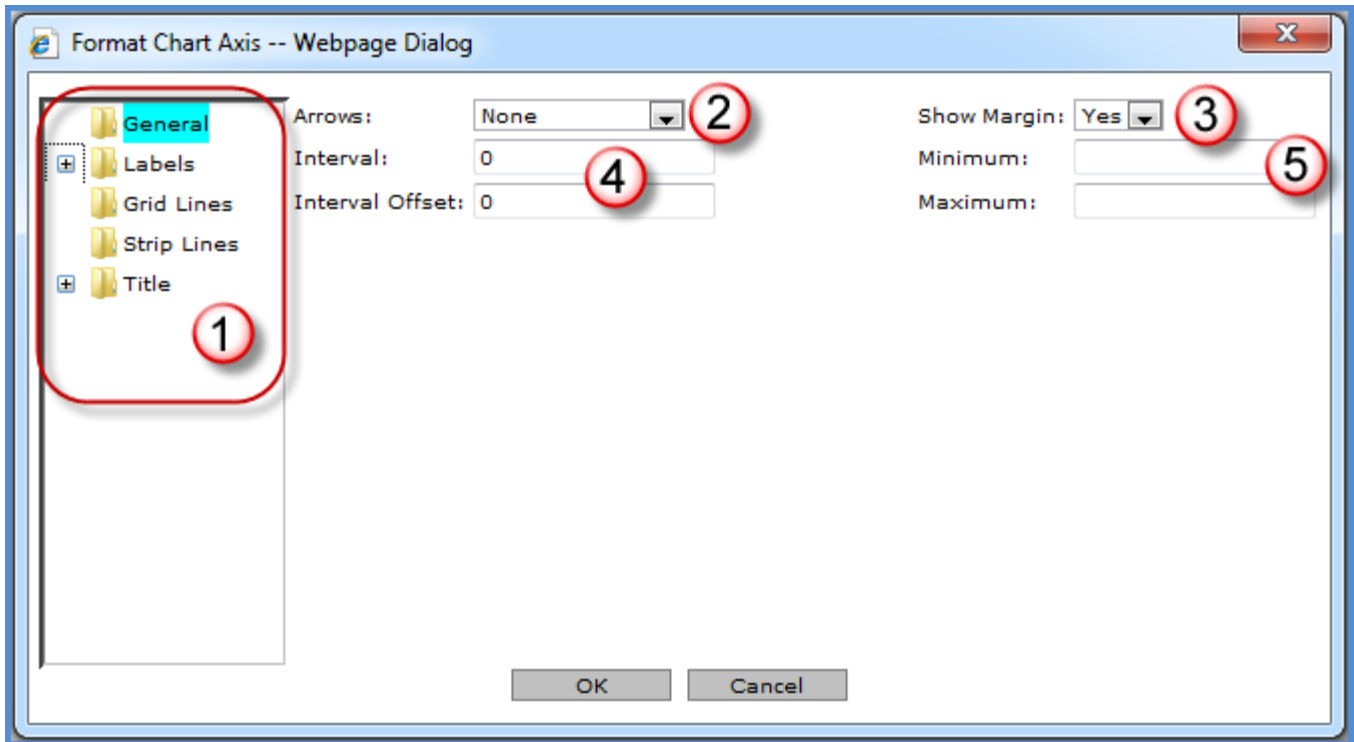 Format Chart Axis -- Webpage Dialog
X
General
Labels
Grid Lines
Strip Lines
Title
1
Arrows: None 2
Show Margin: Yes 3
Interval: 0
Minimum:
4
5
Interval Offset: 0
Maximum:
OK Cancel